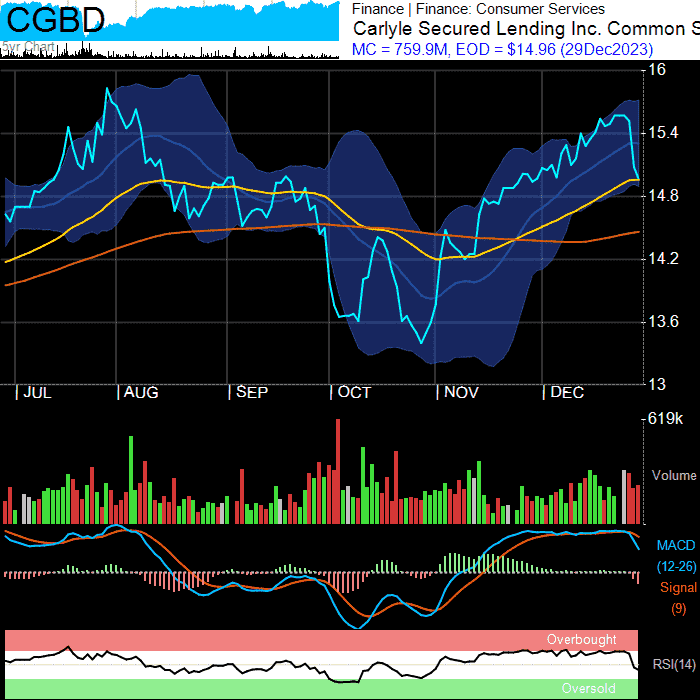 CGBD
5yr Chart
Finance | Finance: Consumer Services
Carlyle Secured Lending Inc. Common S
MC = 759.9M, EOD = $14.96 (29Dec2023)
16
15.4
14.8
14.2
13.6
13
| JUL | AUG | SEP | OCT | NOV | DEC
619k
Volume
MACD
(12-26)
Signal
(9)
Overbought
RSI(14)
Oversold